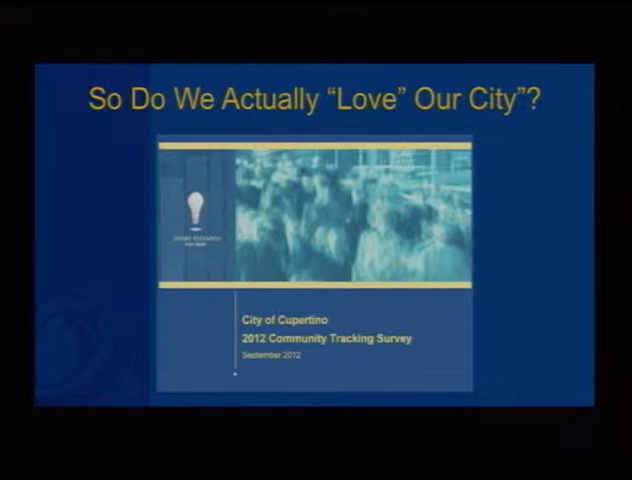 So Do We Actually “Love” Our City”?
City of Cupertino
2012 Community Tracking Survey
September 2012